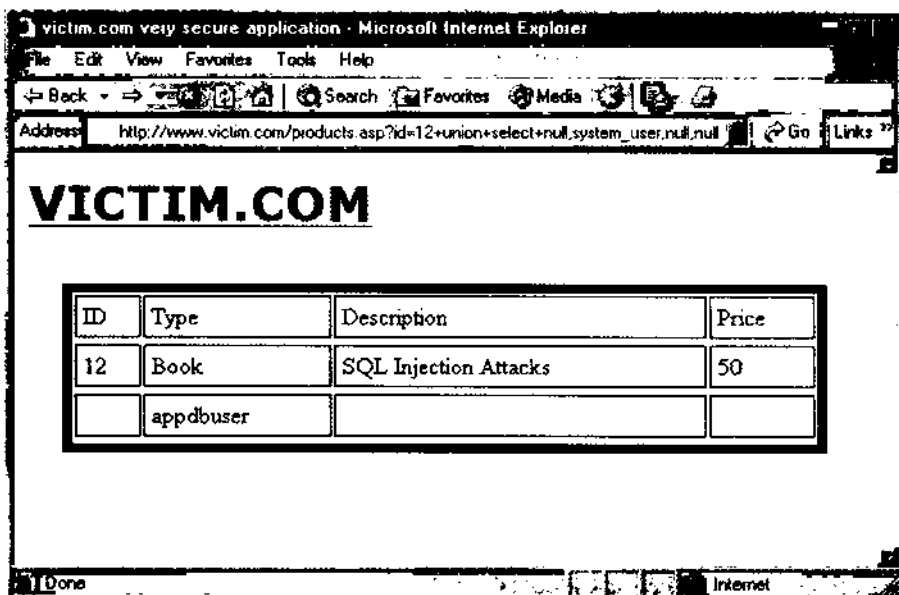 victim.com very secure application - Microsoft Internet Explorer
File Edit View Favorites Tools Help
Back Search Favorites Media
Address http://www.victim.com/products.asp?id=12+union+select+null,system_user,null,null Go Links »
VICTIM.COM
ID Type Description Price
12 Book SQL Injection Attacks 50
appdbuser
Done Internet